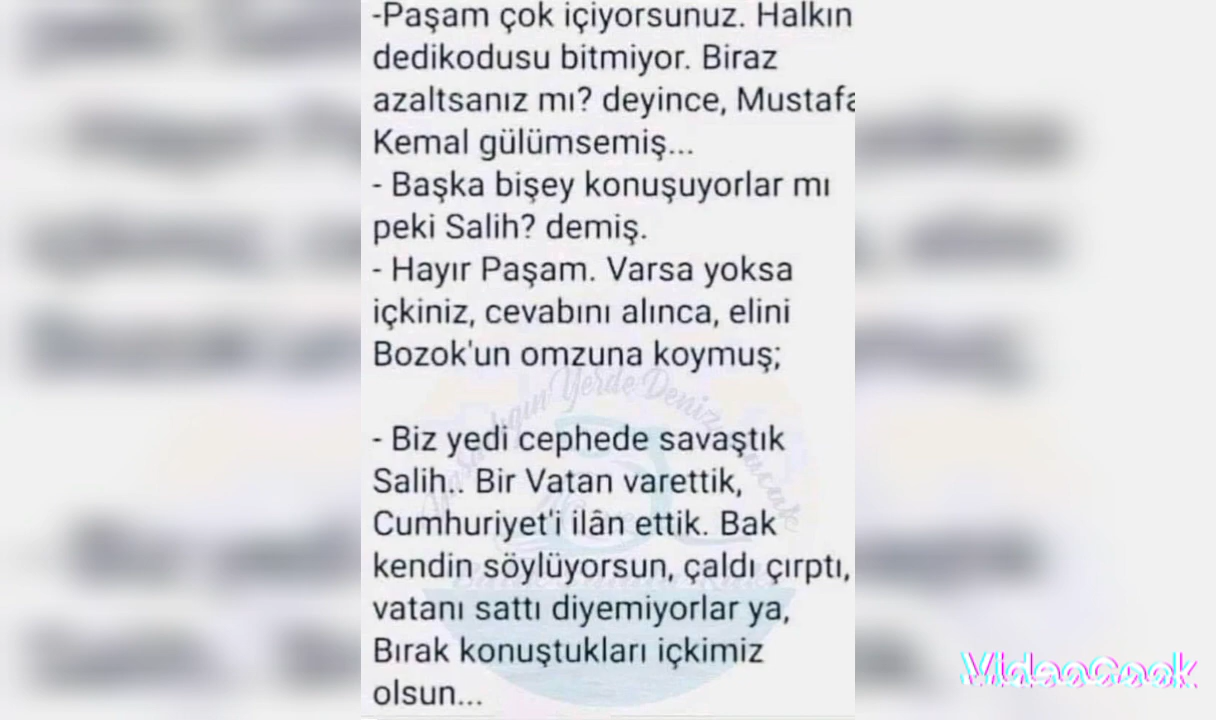 -Paşam çok içiyorsunuz. Halkın
dedikodusu bitmiyor. Biraz
azaltsanız mı? deyince, Mustafa
Kemal gülümsemiş...
- Başka bişey konuşuyorlar mı
peki Salih? demiş.
- Hayır Paşam. Varsa yoksa
içkiniz, cevabını alınca, elini
Bozok'un omzuna koymuş;
- Biz yedi cephede savaştık
Salih.. Bir Vatan varettik,
Cumhuriyet'i ilân ettik. Bak
kendin söylüyorsun, çaldı çırptı,
vatanı sattı diyemiyorlar ya,
Bırak konuştukları içkimiz
olsun...
Yerde Deniz
VideoCook